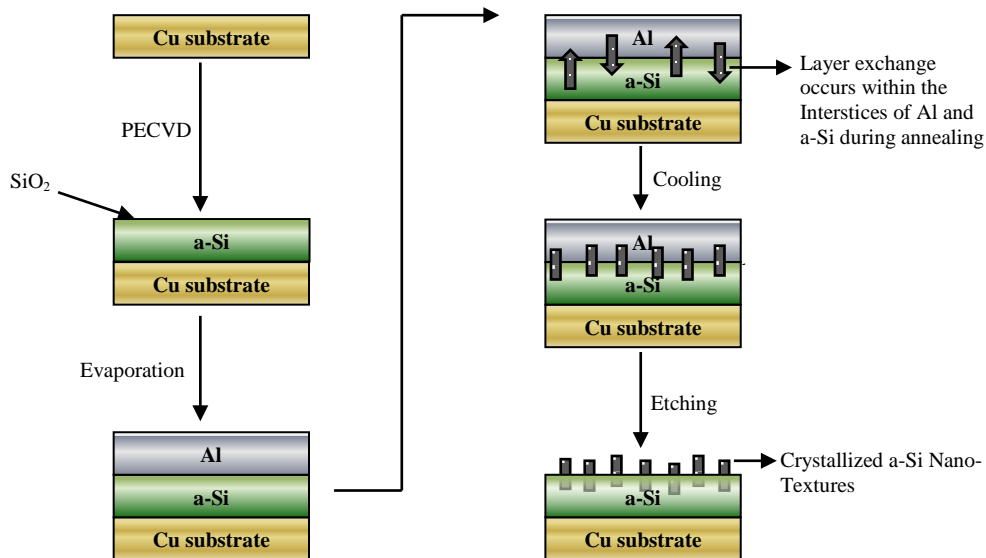 Cu substrate
PECVD
SiO₂
a-Si
Cu substrate
Evaporation
Al
a-Si
Cu substrate
Al
a-Si
Cu substrate
Layer exchange
occurs within the
Interstices of Al and
a-Si during annealing
Cooling
Al
a-Si
Cu substrate
Etching
Crystallized a-Si Nano-
Textures
a-Si
Cu substrate